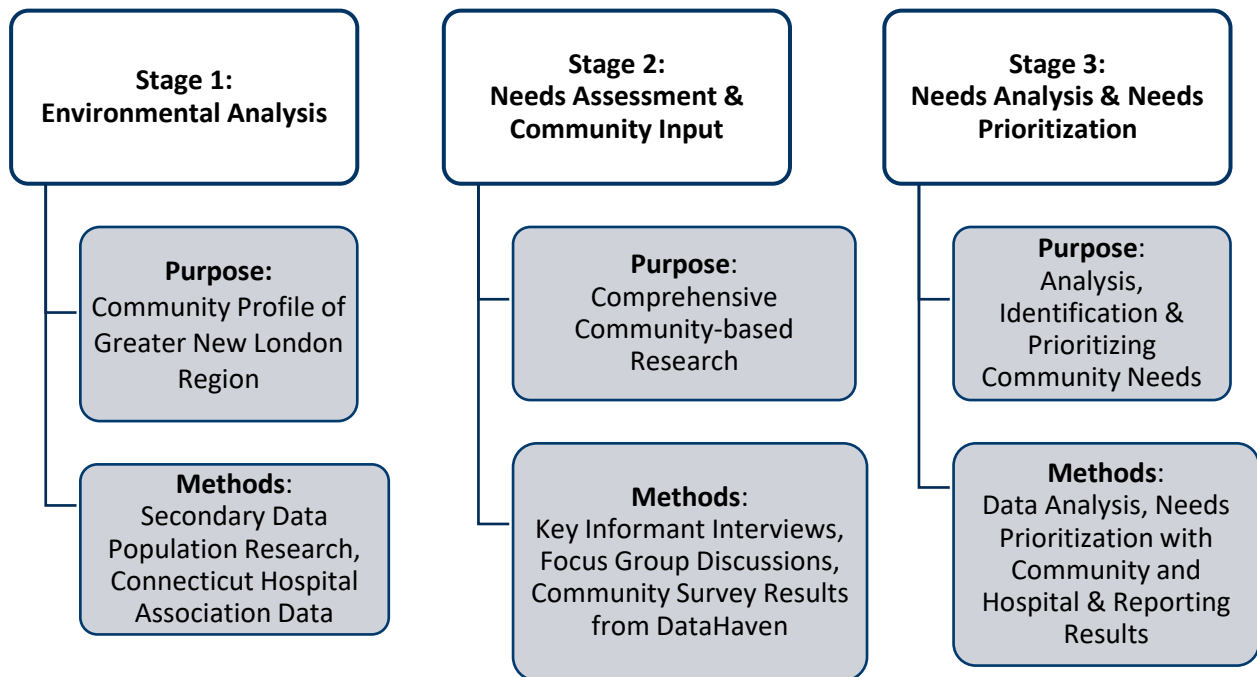 Stage 1:
Environmental Analysis
Purpose:
Community Profile of
Greater New London
Region
Methods:
Secondary Data
Population Research,
Connecticut Hospital
Association Data
Stage 2:
Needs Assessment &
Community Input
Purpose:
Comprehensive
Community-based
Research
Methods:
Key Informant Interviews,
Focus Group Discussions,
Community Survey Results
from DataHaven
Stage 3:
Needs Analysis & Needs
Prioritization
Purpose:
Analysis,
Identification &
Prioritizing
Community Needs
Methods:
Data Analysis, Needs
Prioritization with
Community and
Hospital & Reporting
Results